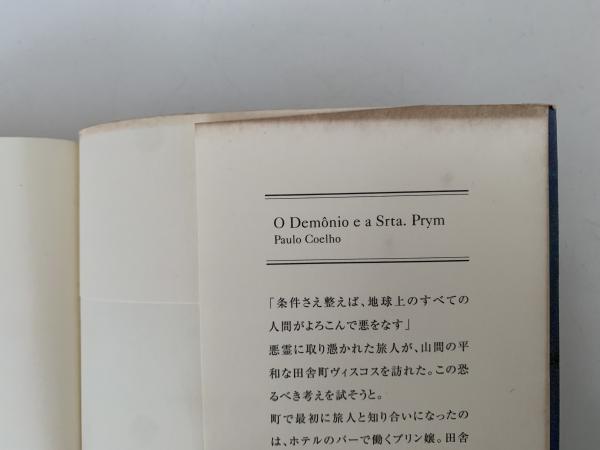 O Demônio e a Srta. Prym
Paulo Coelho
「条件さえ整えば、地球上のすべての
人間がよろこんで悪をなす」
悪霊に取り憑かれた旅人が、山間の平
和な田舎町ヴィスコスを訪れた。この恐
るべき考えを試そうと。
町で最初に旅人と知り合いになったの
は、ホテルのバーで働くプリン嬢。田舎